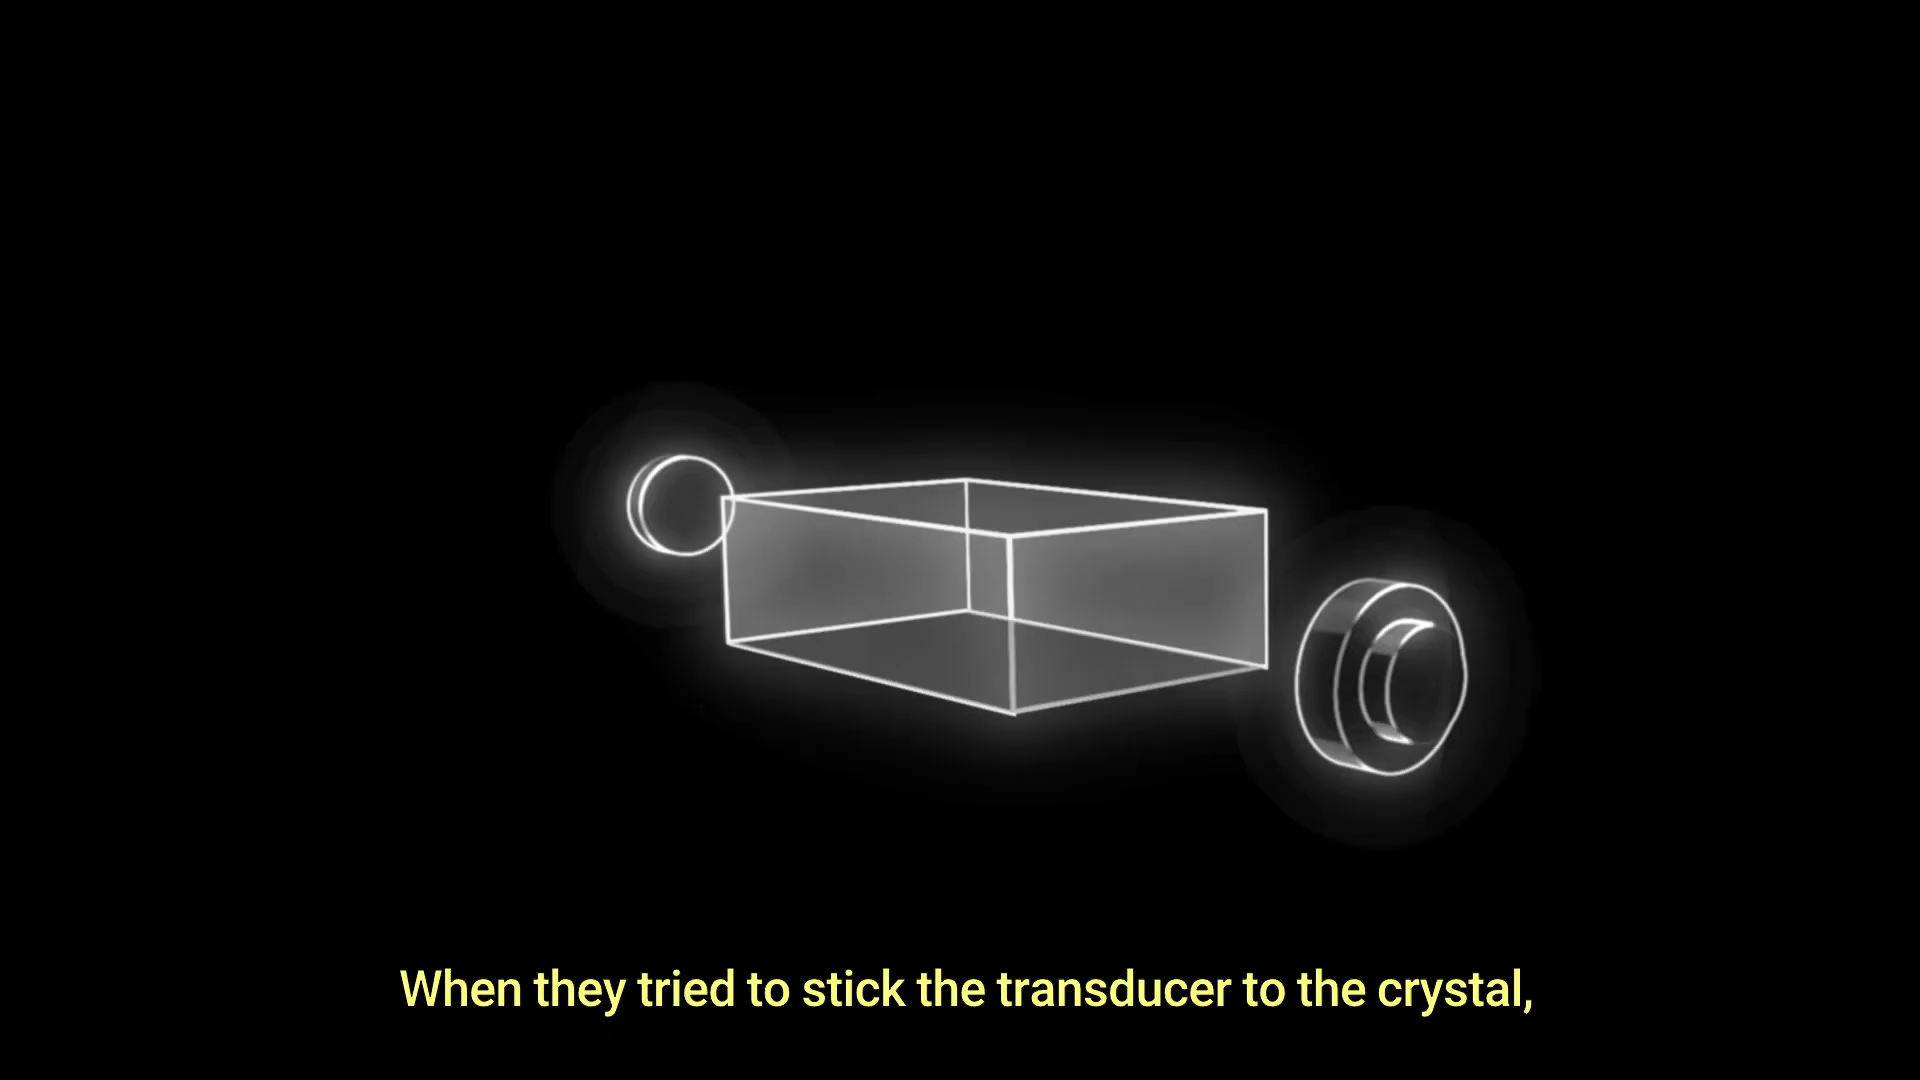 When they tried to stick the transducer to the crystal,